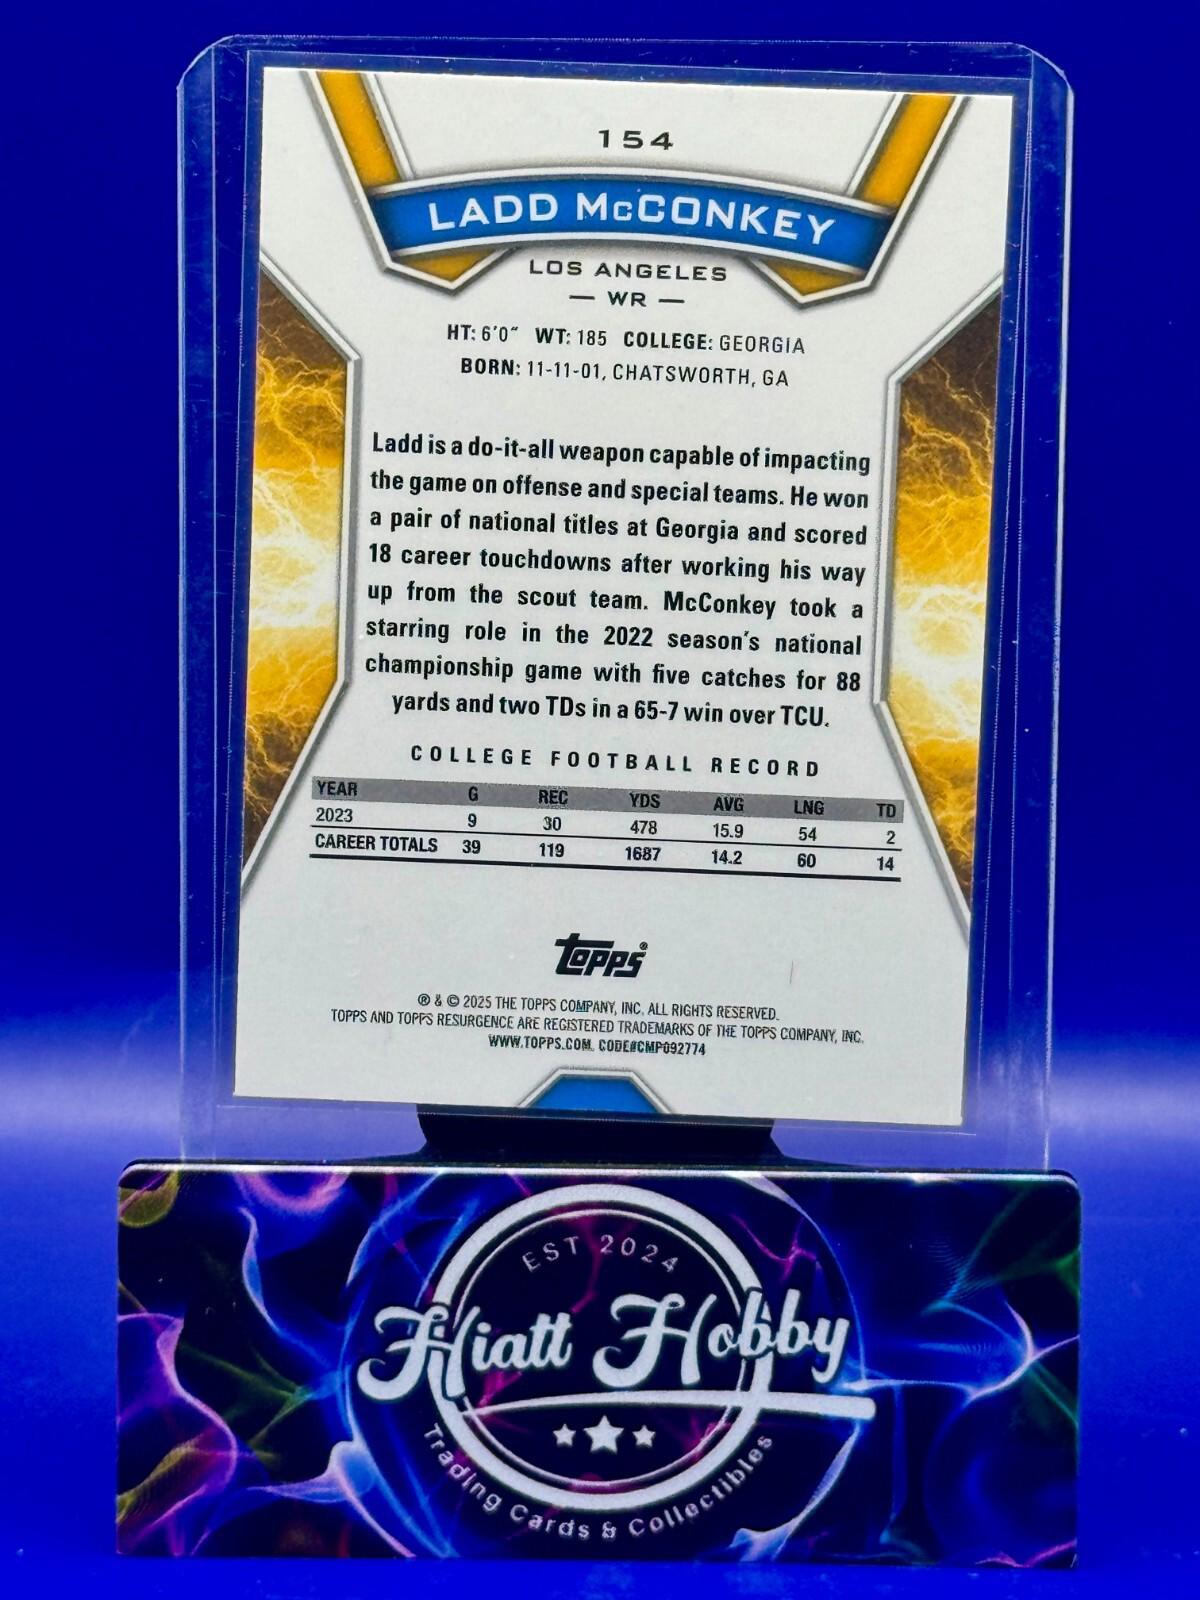 154
LADD McCONKEY
LOS ANGELES
— WR —
HT: 6'0" WT: 185 COLLEGE: GEORGIA
BORN: 11-11-01, CHATSWORTH, GA
Ladd is a do-it-all weapon capable of impacting
the game on offense and special teams. He won
a pair of national titles at Georgia and scored
18 career touchdowns after working his way
up from the scout team. McConkey took a
starring role in the 2022 season's national
championship game with five catches for 88
yards and two TDs in a 65-7 win over TCU.
COLLEGE FOOTBALL RECORD
YEAR G REC YDS AVG LNG TD
2023 9 30 478 15.9 54 2
CAREER TOTALS 39 119 1687 14.2 60 14
Topps®
® & © 2025 THE TOPPS COMPANY, INC. ALL RIGHTS RESERVED.
TOPPS AND TOPPS RESURGENCE ARE REGISTERED TRADEMARKS OF THE TOPPS COMPANY, INC.
WWW.TOPPS.COM. CODE#CMP092774
EST 2024
Hiatt Hobby
Trading Cards & Collectibles